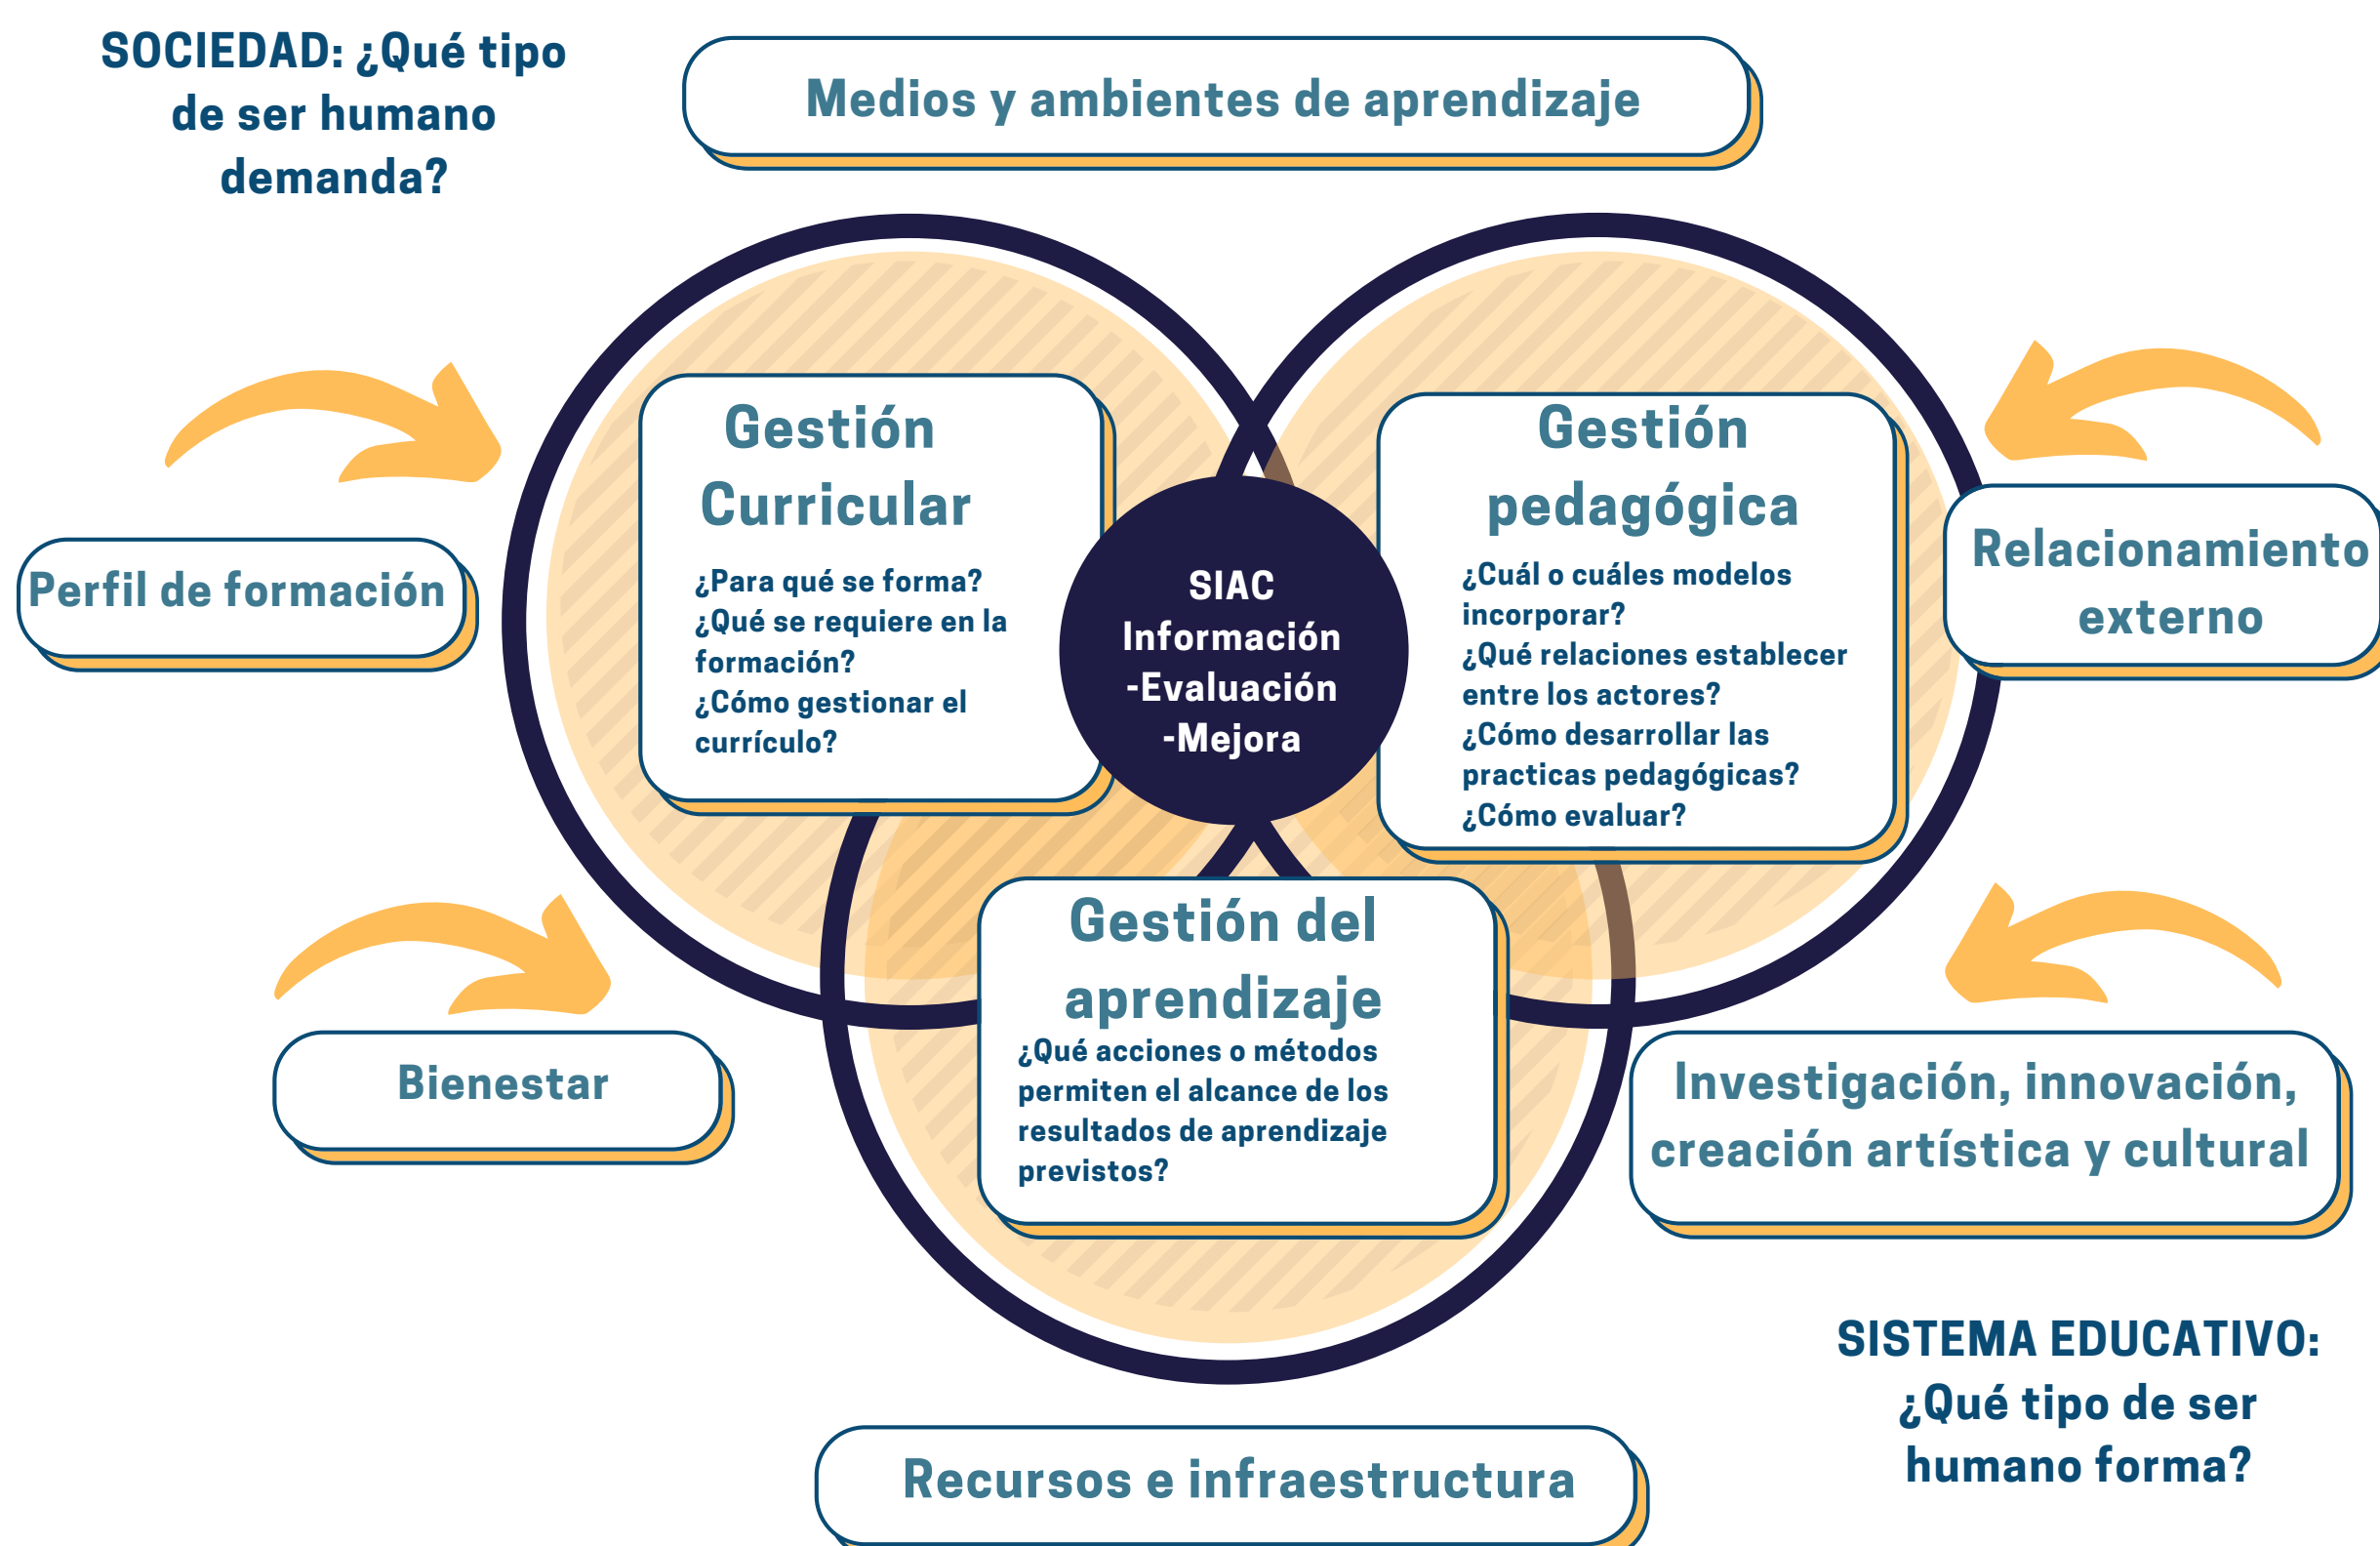 SOCIEDAD: ¿Qué tipo
de ser humano
demanda?
Medios y ambientes de aprendizaje
Gestión
Curricular
¿Para qué se forma?
¿Qué se requiere en la
formación?
¿Cómo gestionar el
currículo?
SIAC
Información
-Evaluación
-Mejora
Gestión
pedagógica
¿Cuál o cuáles modelos
incorporar?
¿Qué relaciones establecer
entre los actores?
¿Cómo desarrollar las
practicas pedagógicas?
¿Cómo evaluar?
Perfil de formación
Relacionamiento
externo
Gestión del
aprendizaje
¿Qué acciones o métodos
permiten el alcance de los
resultados de aprendizaje
previstos?
Bienestar
Investigación, innovación,
creación artística y cultural
SISTEMA EDUCATIVO:
¿Qué tipo de ser
humano forma?
Recursos e infraestructura